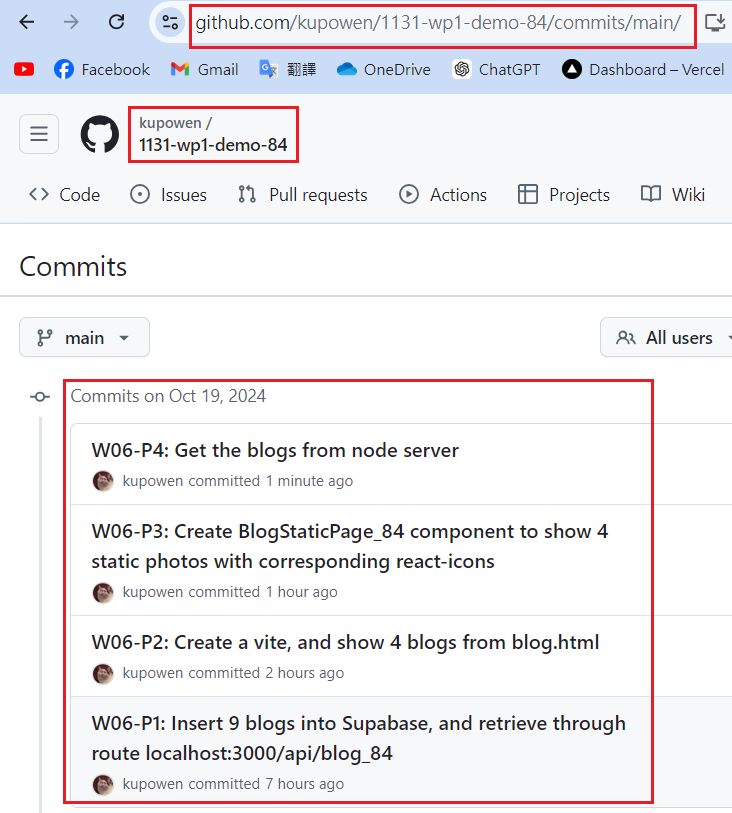 github.com/kupowen/1131-wp1-demo-84/commits/main/
Facebook Gmail 翻譯 OneDrive ChatGPT Dashboard – Vercel
kupowen /
1131-wp1-demo-84
Code Issues Pull requests Actions Projects Wiki
Commits
main All users
Commits on Oct 19, 2024
W06-P4: Get the blogs from node server
kupowen committed 1 minute ago
W06-P3: Create BlogStaticPage_84 component to show 4
static photos with corresponding react-icons
kupowen committed 1 hour ago
W06-P2: Create a vite, and show 4 blogs from blog.html
kupowen committed 2 hours ago
W06-P1: Insert 9 blogs into Supabase, and retrieve through
route localhost:3000/api/blog_84
kupowen committed 7 hours ago